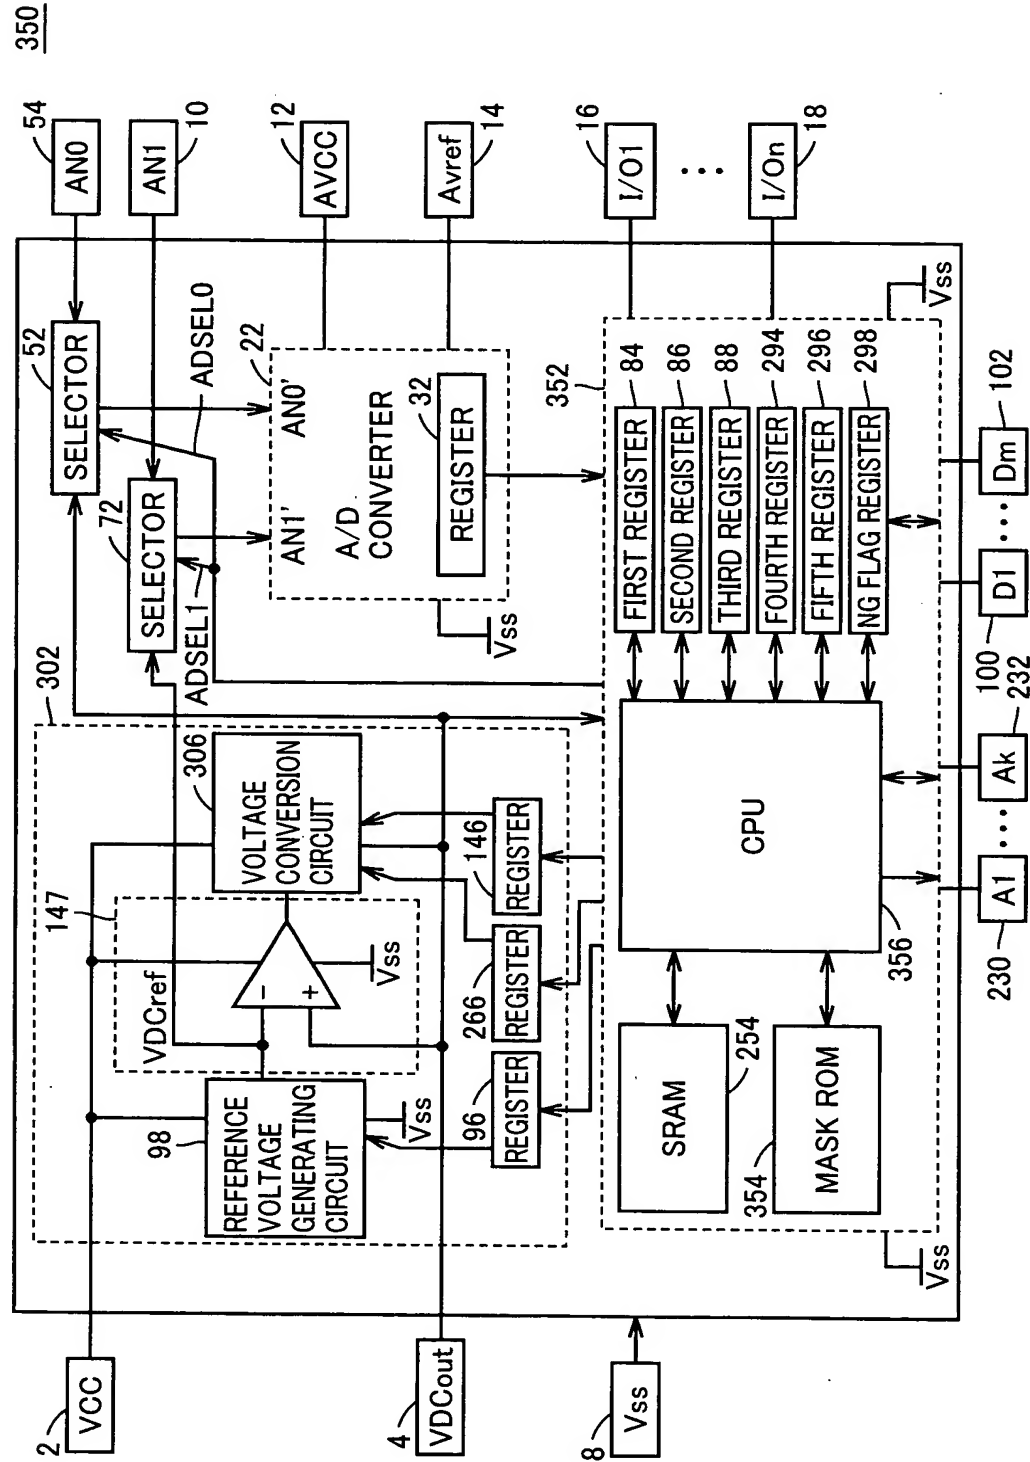 350
54
AN0
10
AN1
12
AVCC
14
Avref
16
I/O1
...
18
I/On
52
SELECTOR
72
SELECTOR
ADSEL0
ADSEL1
22
AN0'
AN1'
A/D
CONVERTER
32
REGISTER
Vss
302
306
VOLTAGE
CONVERSION
CIRCUIT
147
VDCref
-
+
Vss
98
REFERENCE
VOLTAGE
GENERATING
CIRCUIT
Vss
146
REGISTER
266
REGISTER
96
REGISTER
352
FIRST REGISTER
84
SECOND REGISTER
86
THIRD REGISTER
88
FOURTH REGISTER
294
FIFTH REGISTER
296
NG FLAG REGISTER
298
Vss
CPU
356
SRAM
254
MASK ROM
354
Vss
2
VCC
4
VDCout
8
Vss
230
A1
...
Ak
232
100
D1
...
Dm
102